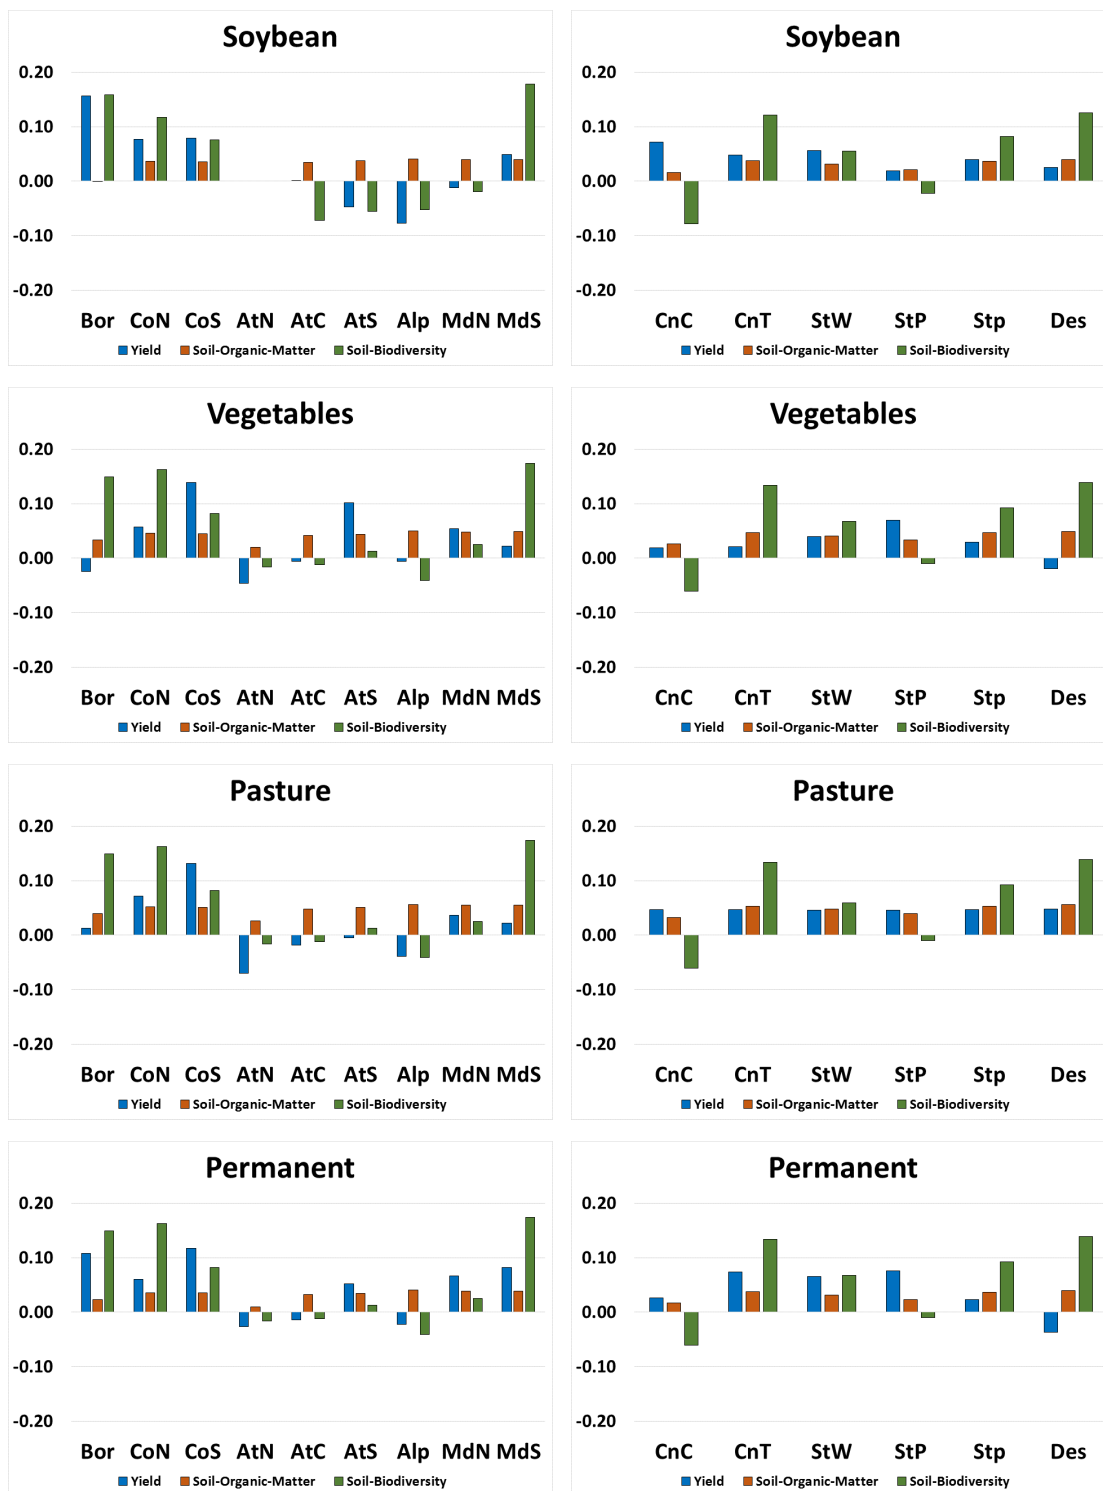 Soybean
0.20
0.10
0.00
-0.10
-0.20
Bor CoN CoS AtN AtC AtS Alp MdN MdS
Yield Soil-Organic-Matter Soil-Biodiversity
Soybean
0.20
0.10
0.00
-0.10
-0.20
CnC CnT StW StP Stp Des
Yield Soil-Organic-Matter Soil-Biodiversity
Vegetables
0.20
0.10
0.00
-0.10
-0.20
Bor CoN CoS AtN AtC AtS Alp MdN MdS
Yield Soil-Organic-Matter Soil-Biodiversity
Vegetables
0.20
0.10
0.00
-0.10
-0.20
CnC CnT StW StP Stp Des
Yield Soil-Organic-Matter Soil-Biodiversity
Pasture
0.20
0.10
0.00
-0.10
-0.20
Bor CoN CoS AtN AtC AtS Alp MdN MdS
Yield Soil-Organic-Matter Soil-Biodiversity
Pasture
0.20
0.10
0.00
-0.10
-0.20
CnC CnT StW StP Stp Des
Yield Soil-Organic-Matter Soil-Biodiversity
Permanent
0.20
0.10
0.00
-0.10
-0.20
Bor CoN CoS AtN AtC AtS Alp MdN MdS
Yield Soil-Organic-Matter Soil-Biodiversity
Permanent
0.20
0.10
0.00
-0.10
-0.20
CnC CnT StW StP Stp Des
Yield Soil-Organic-Matter Soil-Biodiversity